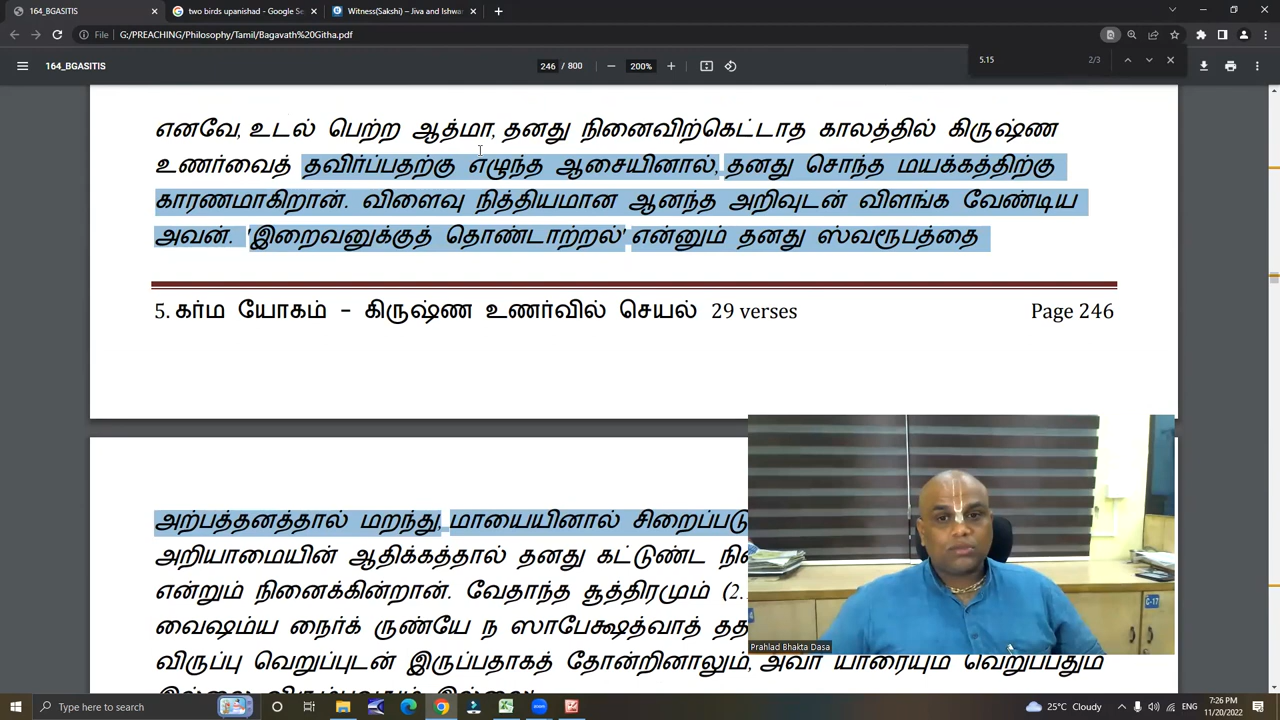 164_BGASITIS
two birds upanishad - Google Se
Witness(Sakshi) – Jiva and Ishwar
File G:/PREACHING/Philosophy/Tamil/Bagavath%20Githa.pdf
164_BGASITIS
246 / 800
200%
5.15 2/3
எனவே, உடல் பெற்ற ஆத்மா, தனது நினைவிற்கெட்டாத காலத்தில் கிருஷ்ண
உணர்வைத் தவிர்ப்பதற்கு எழுந்த ஆசையினால், தனது சொந்த மயக்கத்திற்கு
காரணமாகிறான். விளைவு நித்தியமான ஆனந்த அறிவுடன் விளங்க வேண்டிய
அவன். 'இறைவனுக்குத் தொண்டாற்றல்' என்னும் தனது ஸ்வரூபத்தை
5. கர்ம யோகம் – கிருஷ்ண உணர்வில் செயல் 29 verses Page 246
அற்பத்தனத்தால் மறந்து, மாயையினால் சிறைப்படு
அறியாமையின் ஆதிக்கத்தால் தனது கட்டுண்ட நி
என்றும் நினைக்கின்றான். வேதாந்த சூத்திரமும் (2.
வைஷம்ய நைர்க் ருண்யே ந ஸாபேக்ஷத்வாத் தத
விருப்பு வெறுப்புடன் இருப்பதாகத் தோன்றினாலும், அவர் யாரையும் வெறுப்பதும்
C-17
Prahlad Bhakta Dasa
Type here to search
25°C Cloudy
ENG
7:26 PM
11/20/2022